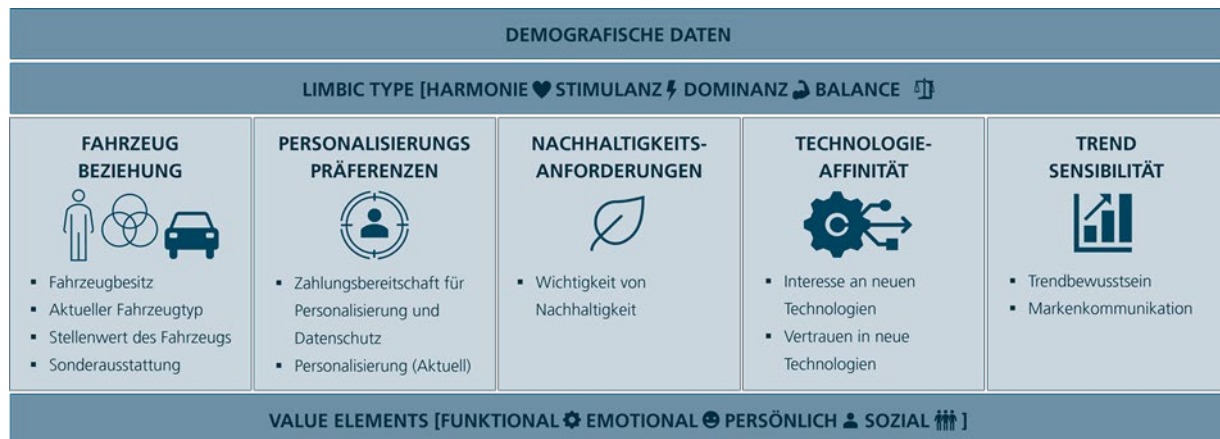 DEMOGRAFISCHE DATEN
LIMBIC TYPE [HARMONIE STIMULANZ DOMINANZ BALANCE
FAHRZEUG
BEZIEHUNG
Fahrzeugbesitz
Aktueller Fahrzeugtyp
Stellenwert des Fahrzeugs
Sonderausstattung
PERSONALISIERUNGS
PRÄFERENZEN
Zahlungsbereitschaft für
Personalisierung und
Datenschutz
Personalisierung (Aktuell)
NACHHALTIGKEITS-
ANFORDERUNGEN
Wichtigkeit von
Nachhaltigkeit
TECHNOLOGIE-
AFFINITÄT
Interesse an neuen
Technologien
Vertrauen in neue
Technologien
TREND
SENSIBILITÄT
Trendbewusstsein
Markenkommunikation
VALUE ELEMENTS [FUNKTIONAL EMOTIONAL PERSÖNLICH SOZIAL ]